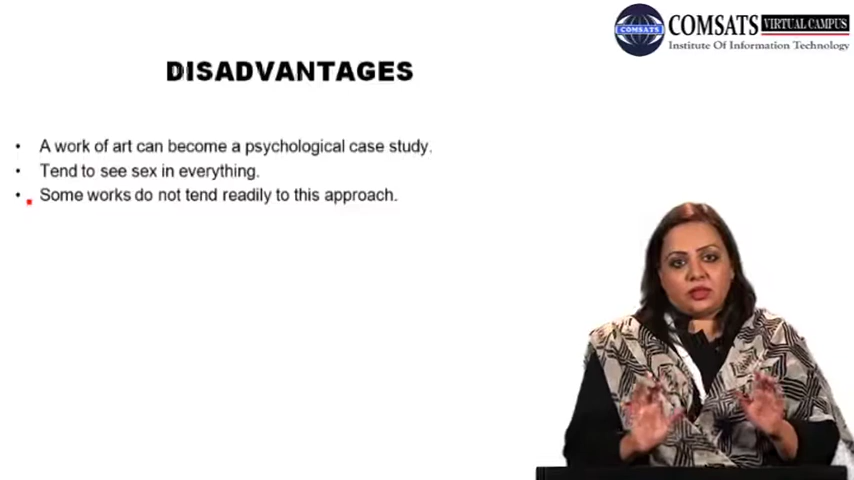 COMSATS VIRTUAL CAMPUS
COMSATS Institute Of Information Technology
DISADVANTAGES
• A work of art can become a psychological case study.
• Tend to see sex in everything.
• Some works do not tend readily to this approach.